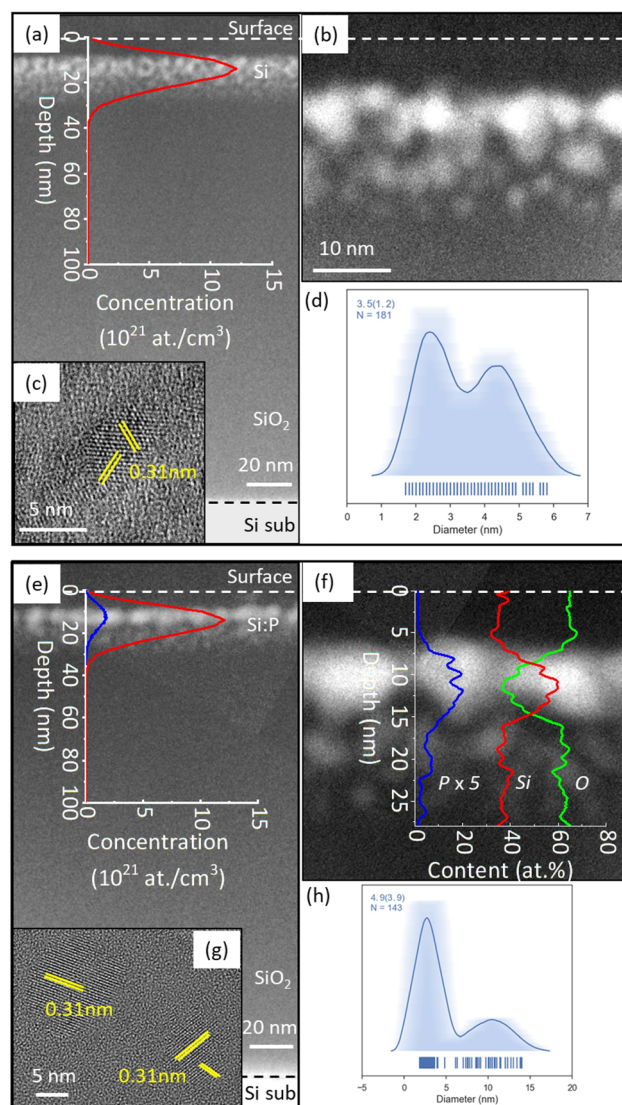 (a)
Surface
0
20
40
60
80
100
Depth (nm)
Si
0
5
10
15
Concentration
(10²¹ at./cm³)
(c)
0.31nm
5 nm
SiO₂
20 nm
Si sub
(b)
10 nm
(d)
3.5(1.2)
N = 181
0 1 2 3 4 5 6 7
Diameter (nm)
(e)
Surface
0
20
40
60
80
100
Depth (nm)
Si:P
0
5
10
15
Concentration
(10²¹ at./cm³)
(g)
0.31nm
0.31nm
5 nm
SiO₂
20 nm
Si sub
(f)
0
5
10
15
20
25
Depth (nm)
P x 5 Si O
0 20 40 60 80
Content (at.%)
(h)
4.9(3.9)
N = 143
−5 0 5 10 15 20
Diameter (nm)